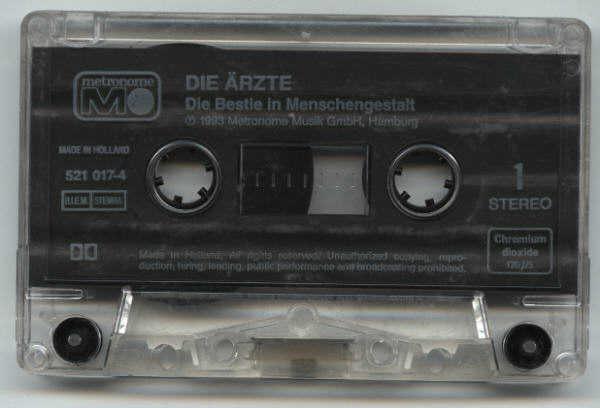 metronome
DIE ÄRZTE
Die Bestie in Menschengestalt
℗ 1993 Metronome Musik GmbH, Hamburg
MADE IN HOLLAND
521 017-4
B.I.E.M. STEMRA
1
STEREO
Chromium
dioxide
120 μs
Made in Holland. All rights reserved. Unauthorized copying, repro-
duction, hiring, lending, public performance and broadcasting prohibited.